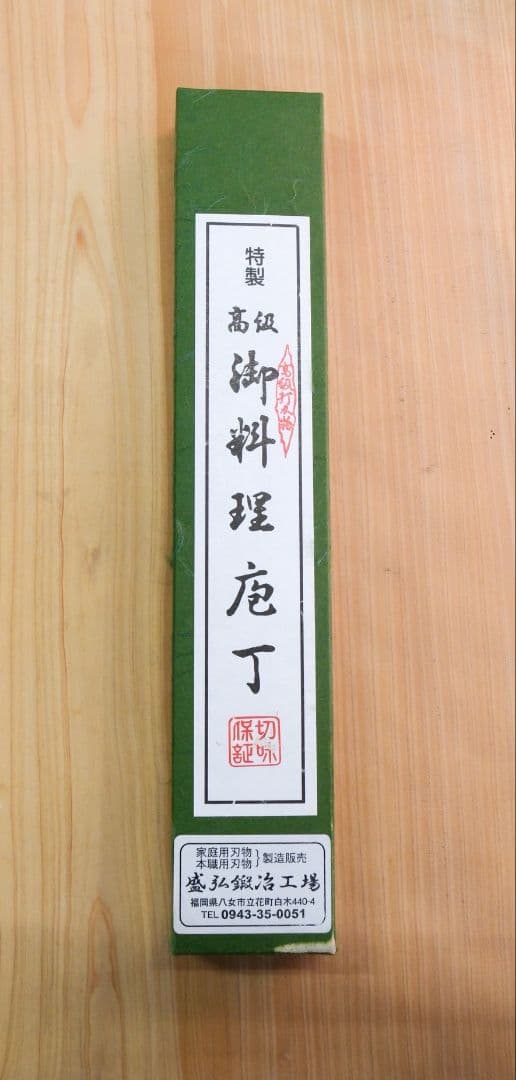 特製
高級
御料理庖丁
高級打刃物
切味
保証
家庭用刃物
本職用刃物
製造販売
盛弘鍛冶工場
福岡県八女市立花町白木440-4
TEL 0943-35-0051